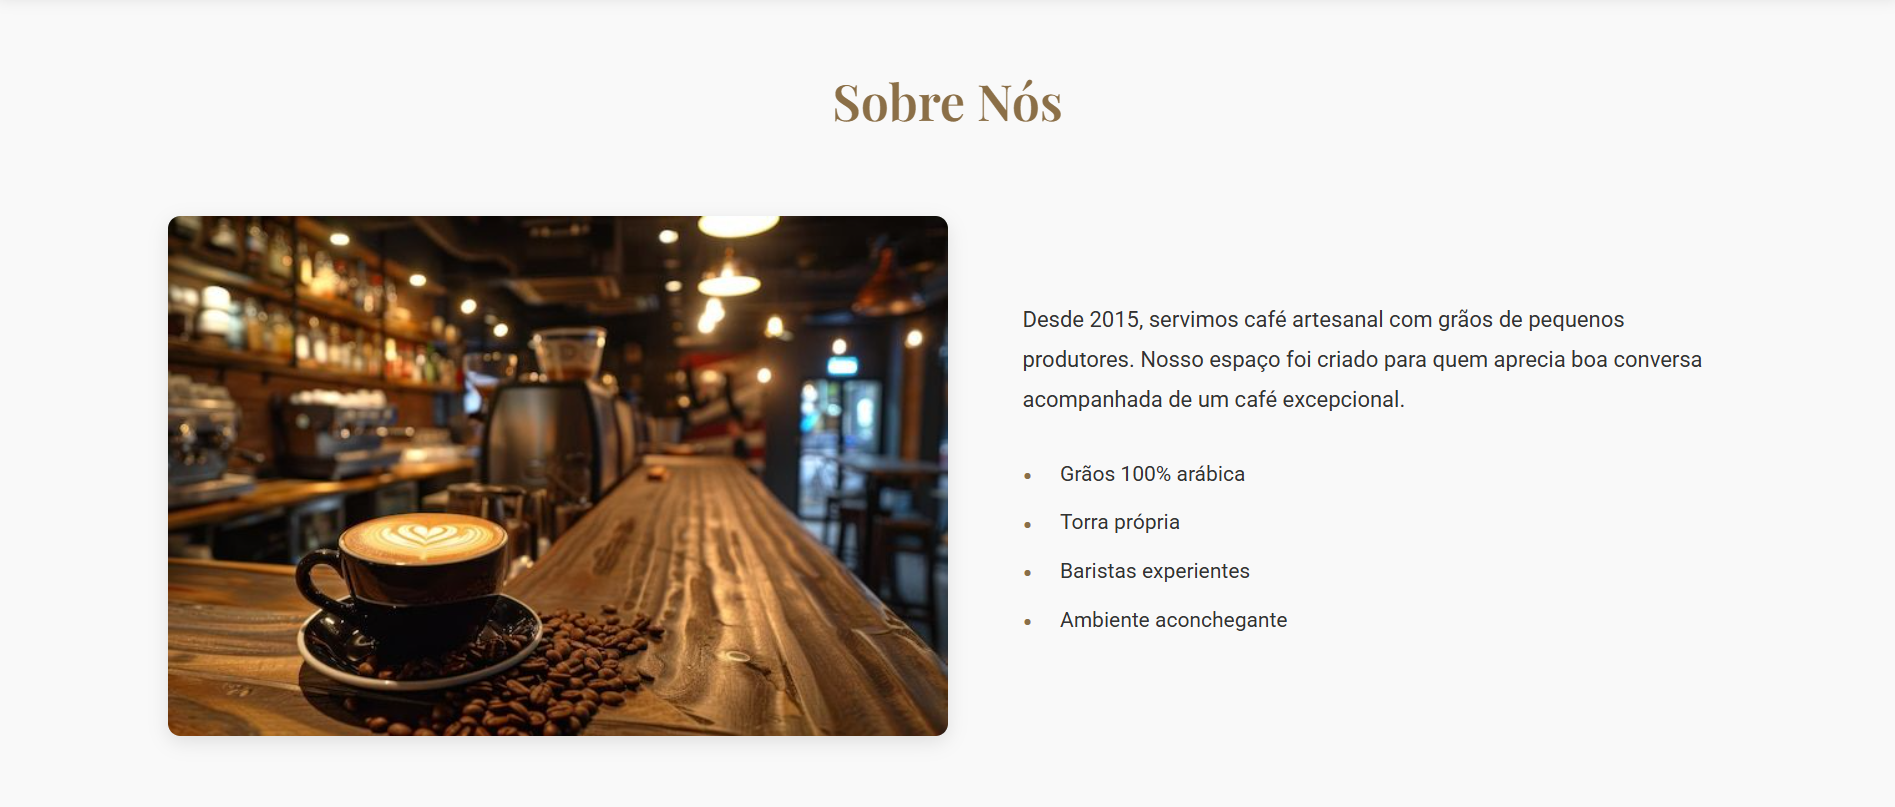 Sobre Nós
Desde 2015, servimos café artesanal com grãos de pequenos
produtores. Nosso espaço foi criado para quem aprecia boa conversa
acompanhada de um café excepcional.
• Grãos 100% arábica
• Torra própria
• Baristas experientes
• Ambiente aconchegante